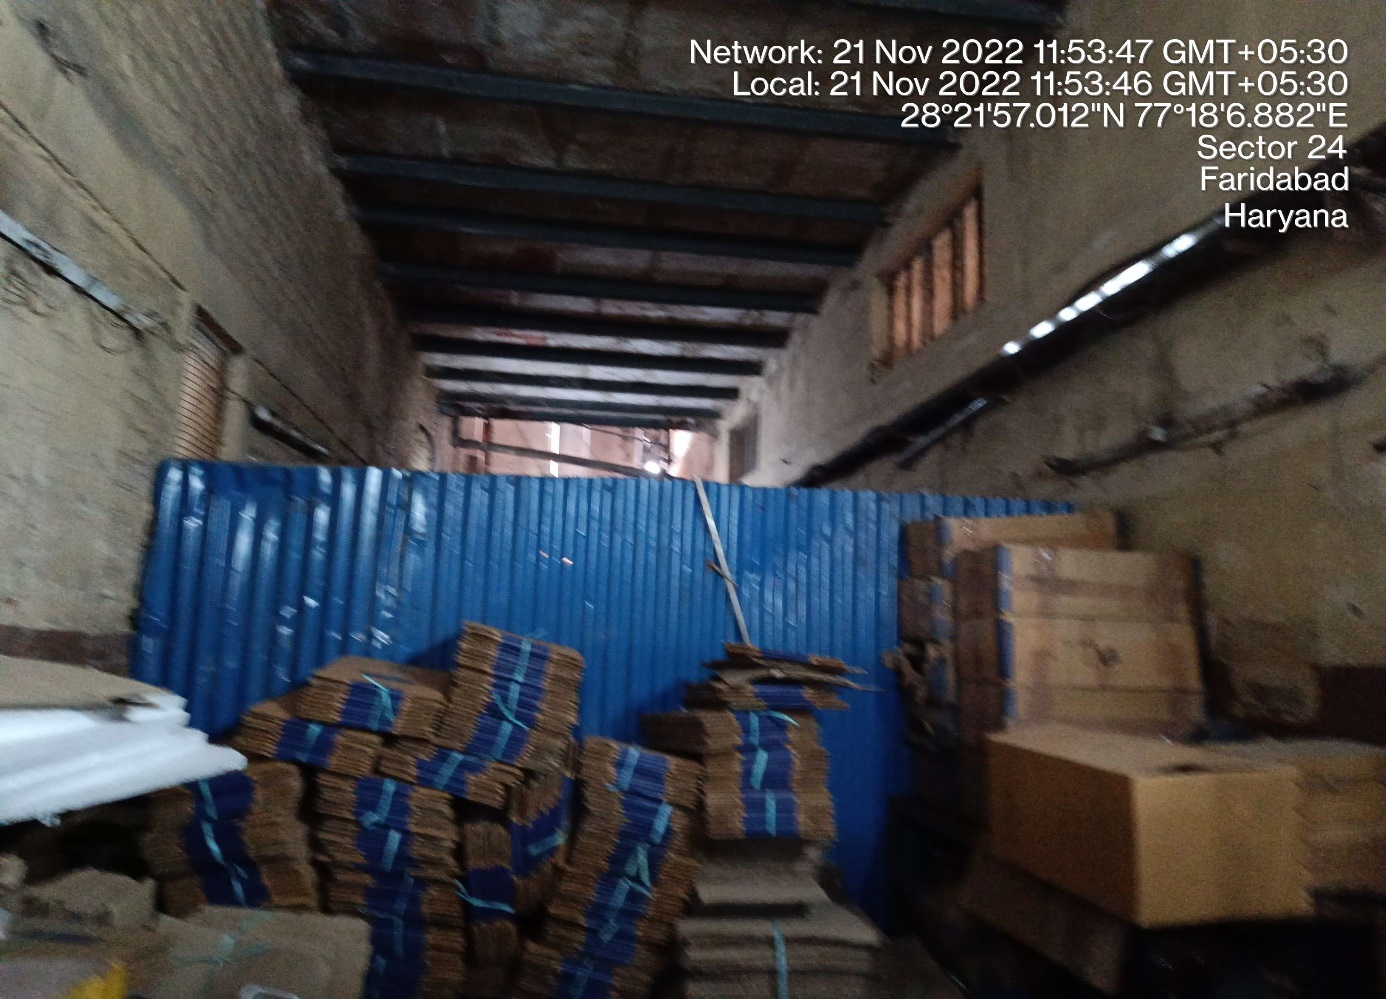 Network: 21 Nov 2022 11:53:47 GMT+05:30
Local: 21 Nov 2022 11:53:46 GMT+05:30
28°21'57.012"N 77°18'6.882"E
Sector 24
Faridabad
Haryana